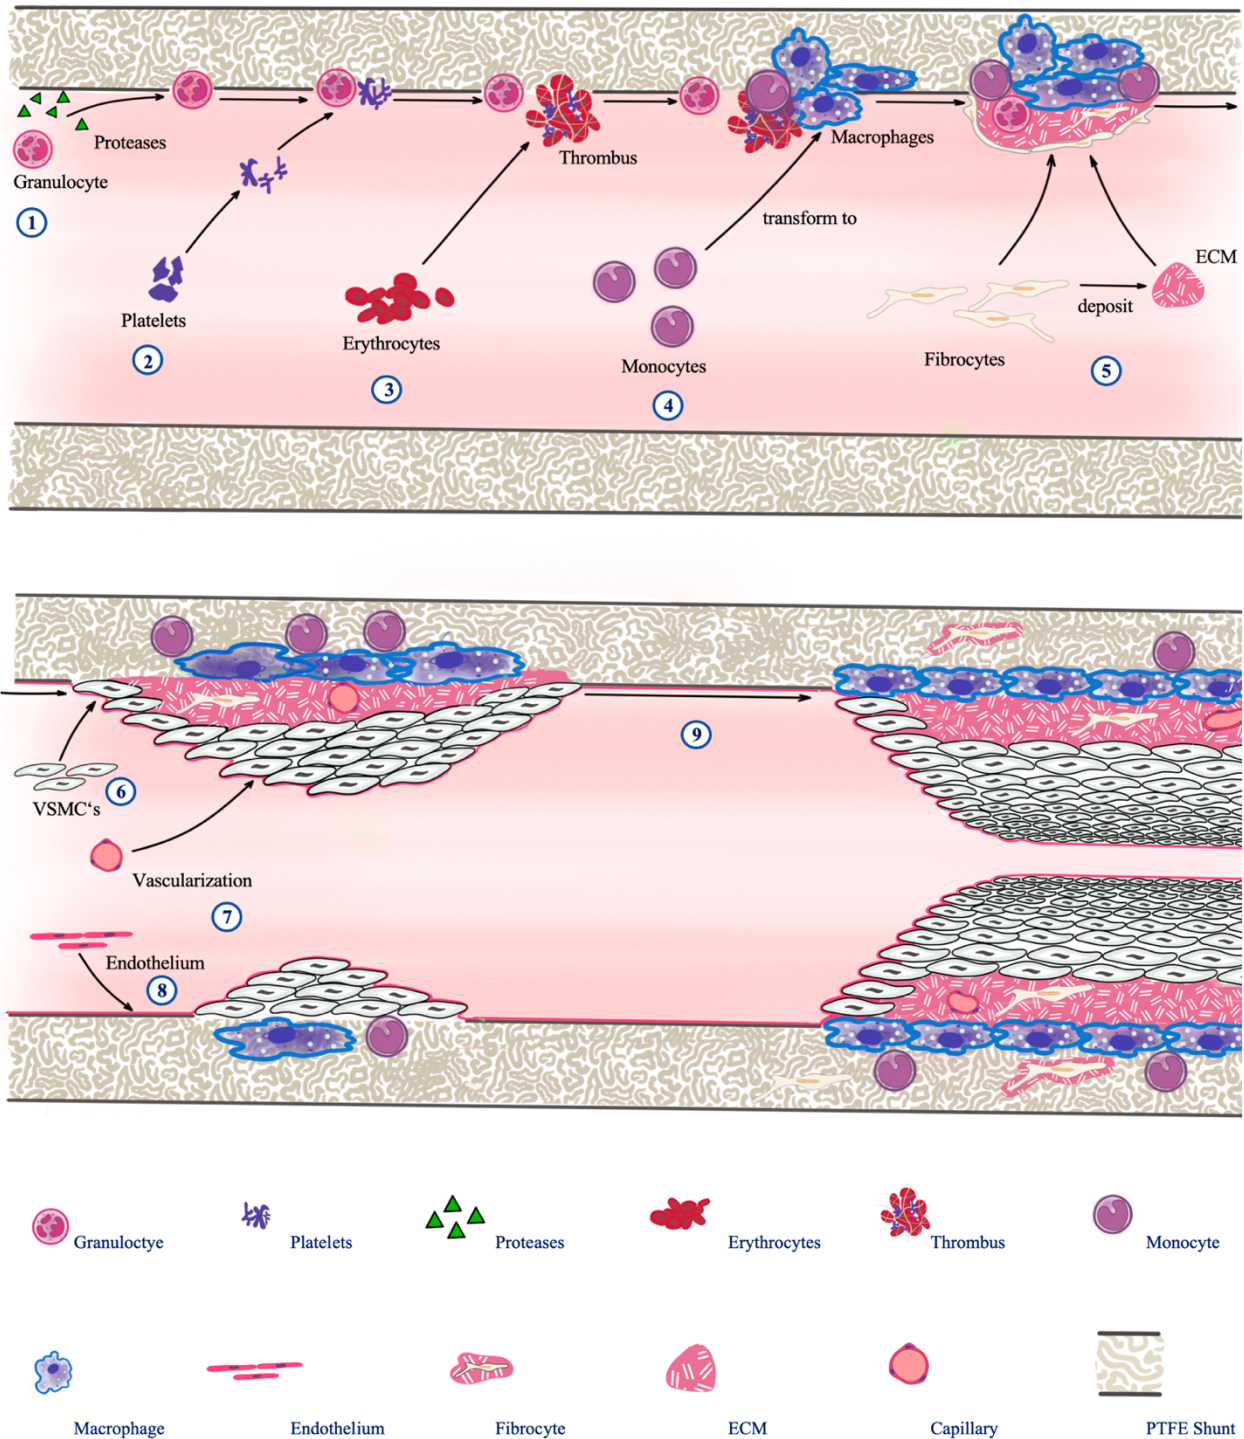 Proteases
Granulocyte
1
Platelets
2
Erythrocytes
3
Thrombus
Macrophages
transform to
Monocytes
4
ECM
deposit
Fibrocytes
5
VSMC‘s
6
Vascularization
7
Endothelium
8
9
Granuloctye
Platelets
Proteases
Erythrocytes
Thrombus
Monocyte
Macrophage
Endothelium
Fibrocyte
ECM
Capillary
PTFE Shunt